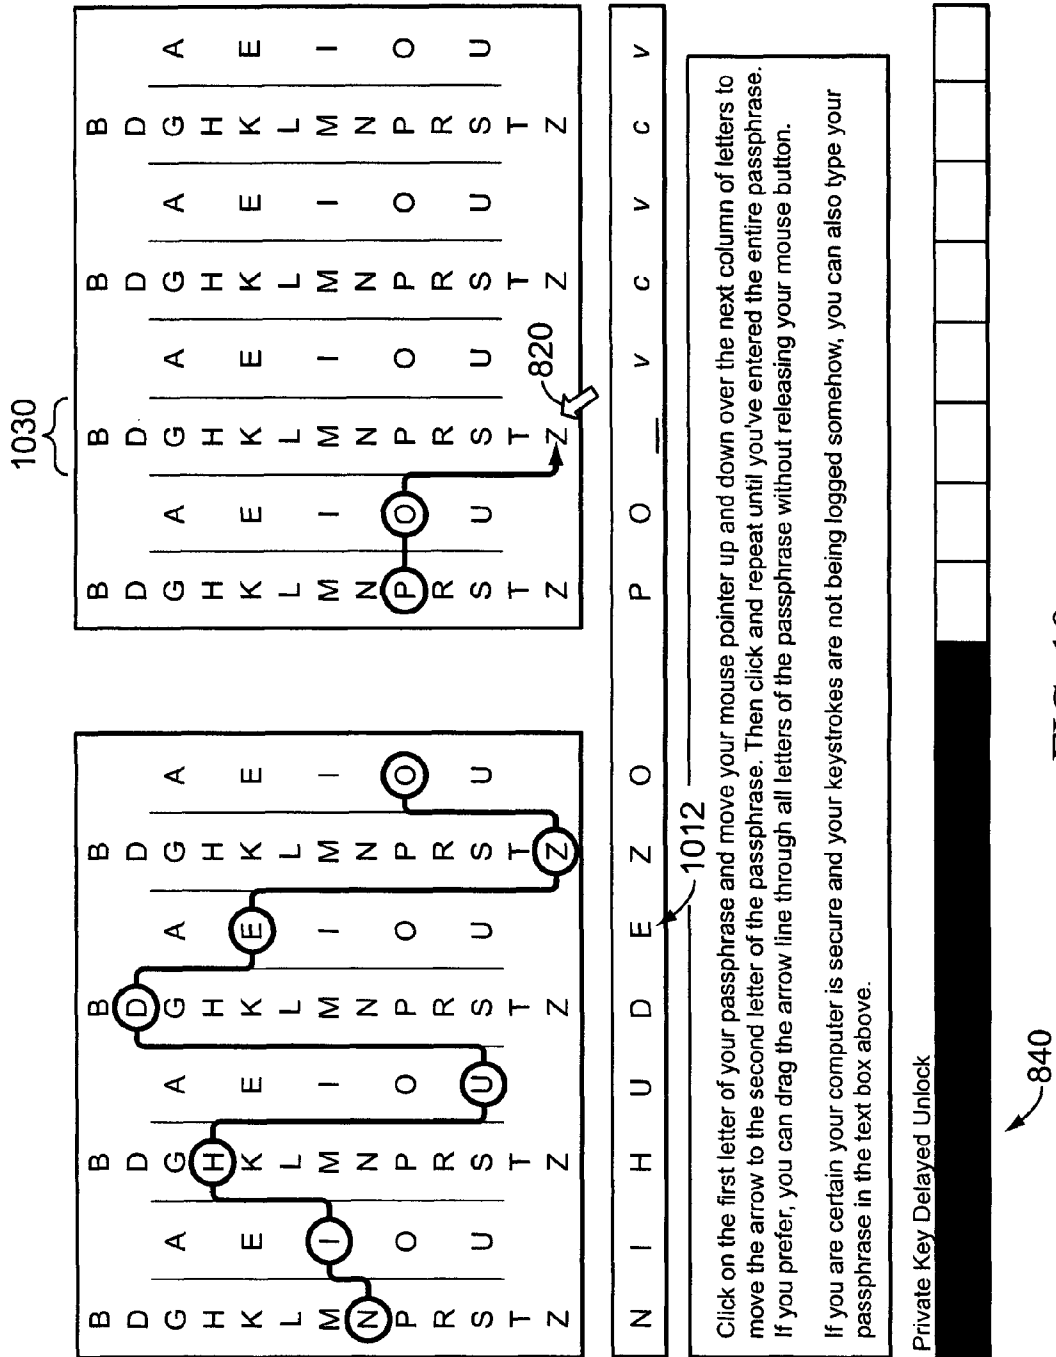 1030
B B B B B B B B
D D D D D D D D
G A G A G A G A G A G A G A G A
H H H H H H H H
K E K E K E K E K E K E K E K E
L L L L L L L L
M I M I M I M I M I M I M I M I
N N N N N N N N
P O P O P O P O P O P O P O P O
R R R R R R R R
S U S U S U S U S U S U S U S U
T T T T T T T T
Z Z Z Z Z Z Z Z
820
N I H U D E Z O P O _ v c v c v
1012
Click on the first letter of your passphrase and move your mouse pointer up and down over the next column of letters to
move the arrow to the second letter of the passphrase. Then click and repeat until you've entered the entire passphrase.
If you prefer, you can drag the arrow line through all letters of the passphrase without releasing your mouse button.
If you are certain your computer is secure and your keystrokes are not being logged somehow, you can also type your
passphrase in the text box above.
Private Key Delayed Unlock
840